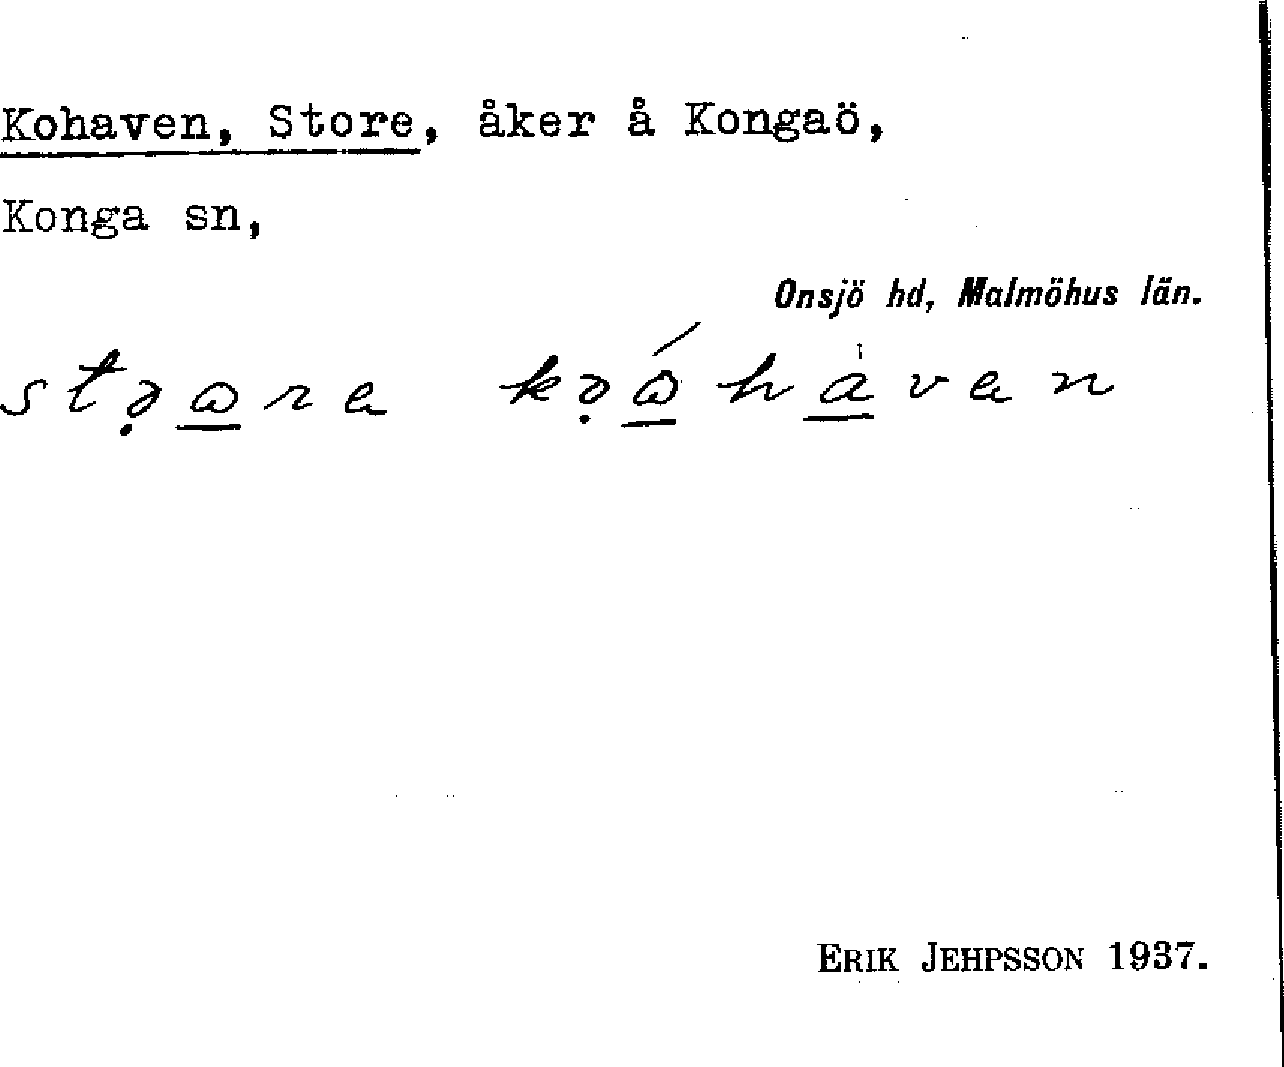 Kohaven, Store, åker å Kongaö,
Konga sn,
Onsjö hd, Malmöhus län.
ERIK JEHPSSON 1937.